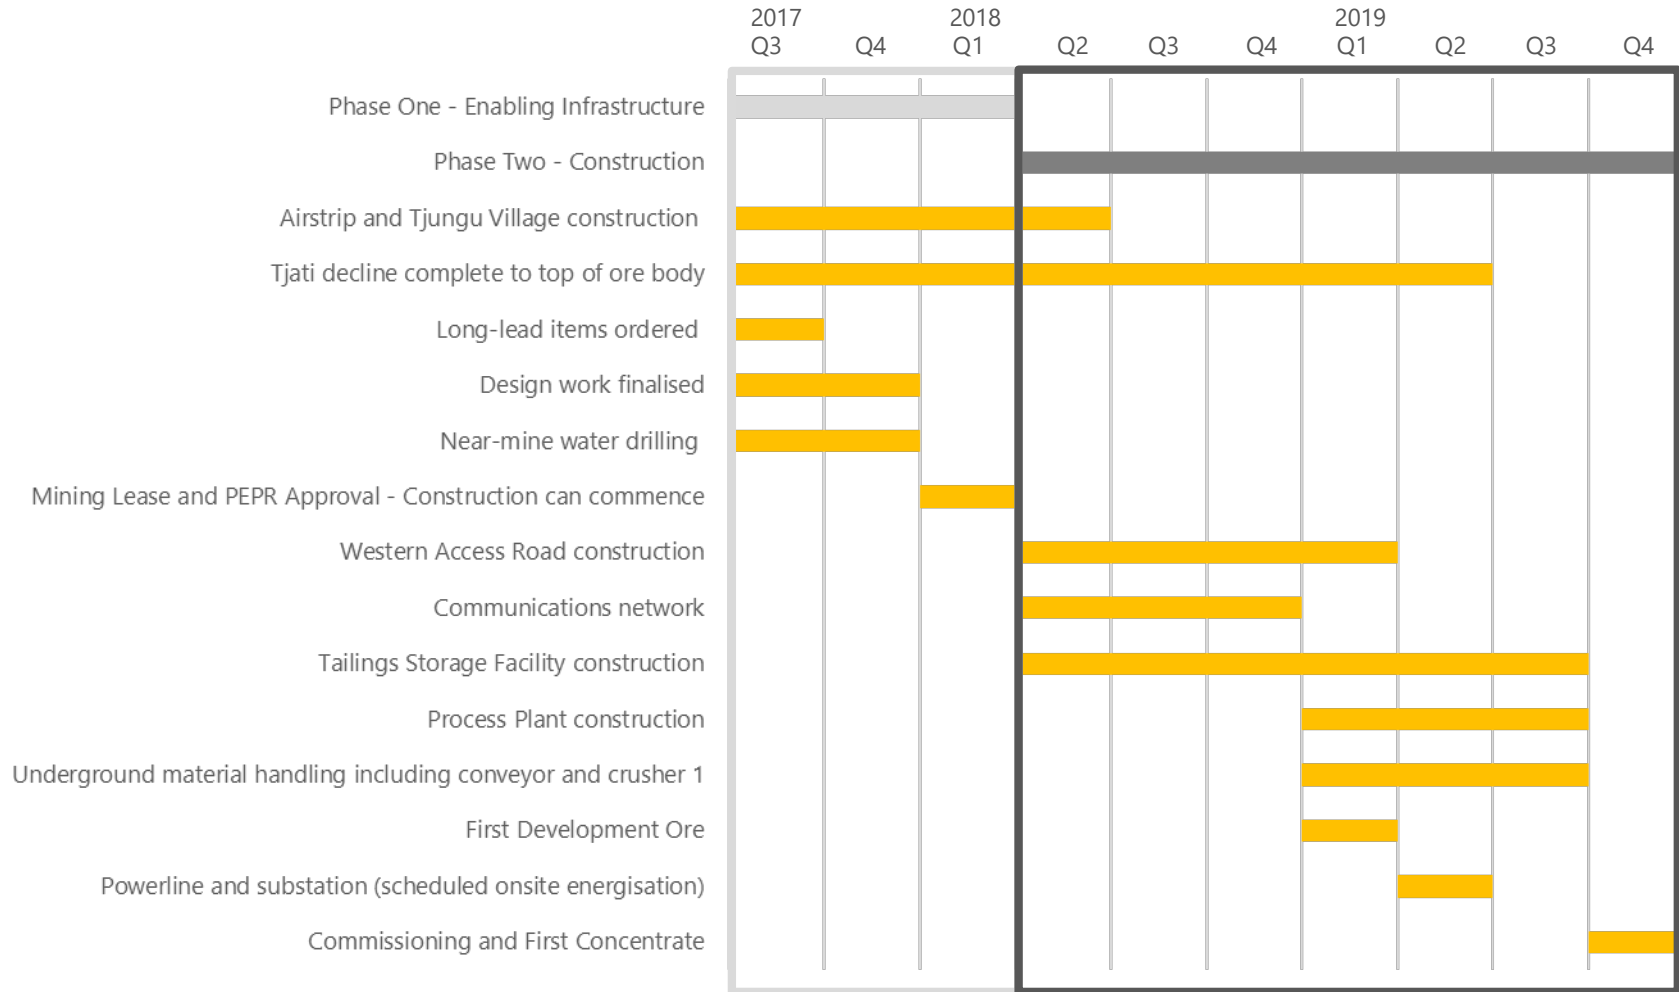 2017 2018 2019
Q3 Q4 Q1 Q2 Q3 Q4 Q1 Q2 Q3 Q4
Phase One - Enabling Infrastructure
Phase Two - Construction
Airstrip and Tjungu Village construction
Tjati decline complete to top of ore body
Long-lead items ordered
Design work finalised
Near-mine water drilling
Mining Lease and PEPR Approval - Construction can commence
Western Access Road construction
Communications network
Tailings Storage Facility construction
Process Plant construction
Underground material handling including conveyor and crusher 1
First Development Ore
Powerline and substation (scheduled onsite energisation)
Commissioning and First Concentrate